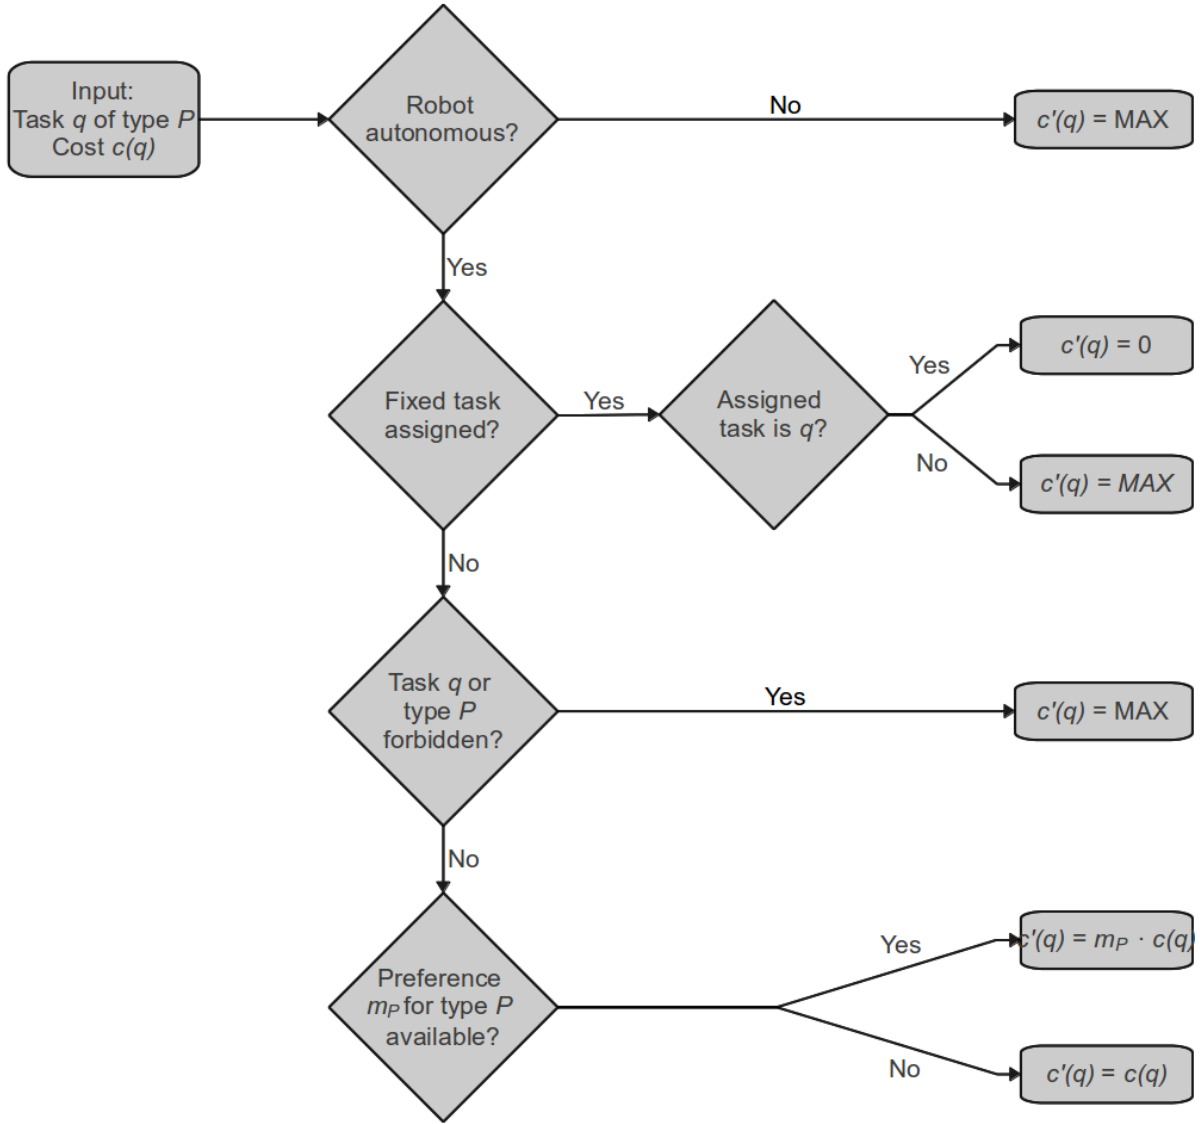 Input:
Task q of type P
Cost c(q)
Robot
autonomous?
No
c'(q) = MAX
Yes
Fixed task
assigned?
Yes
Assigned
task is q?
Yes
c'(q) = 0
No
c'(q) = MAX
No
Task q or
type P
forbidden?
Yes
c'(q) = MAX
No
Preference
mP for type P
available?
Yes
c'(q) = mP · c(q)
No
c'(q) = c(q)